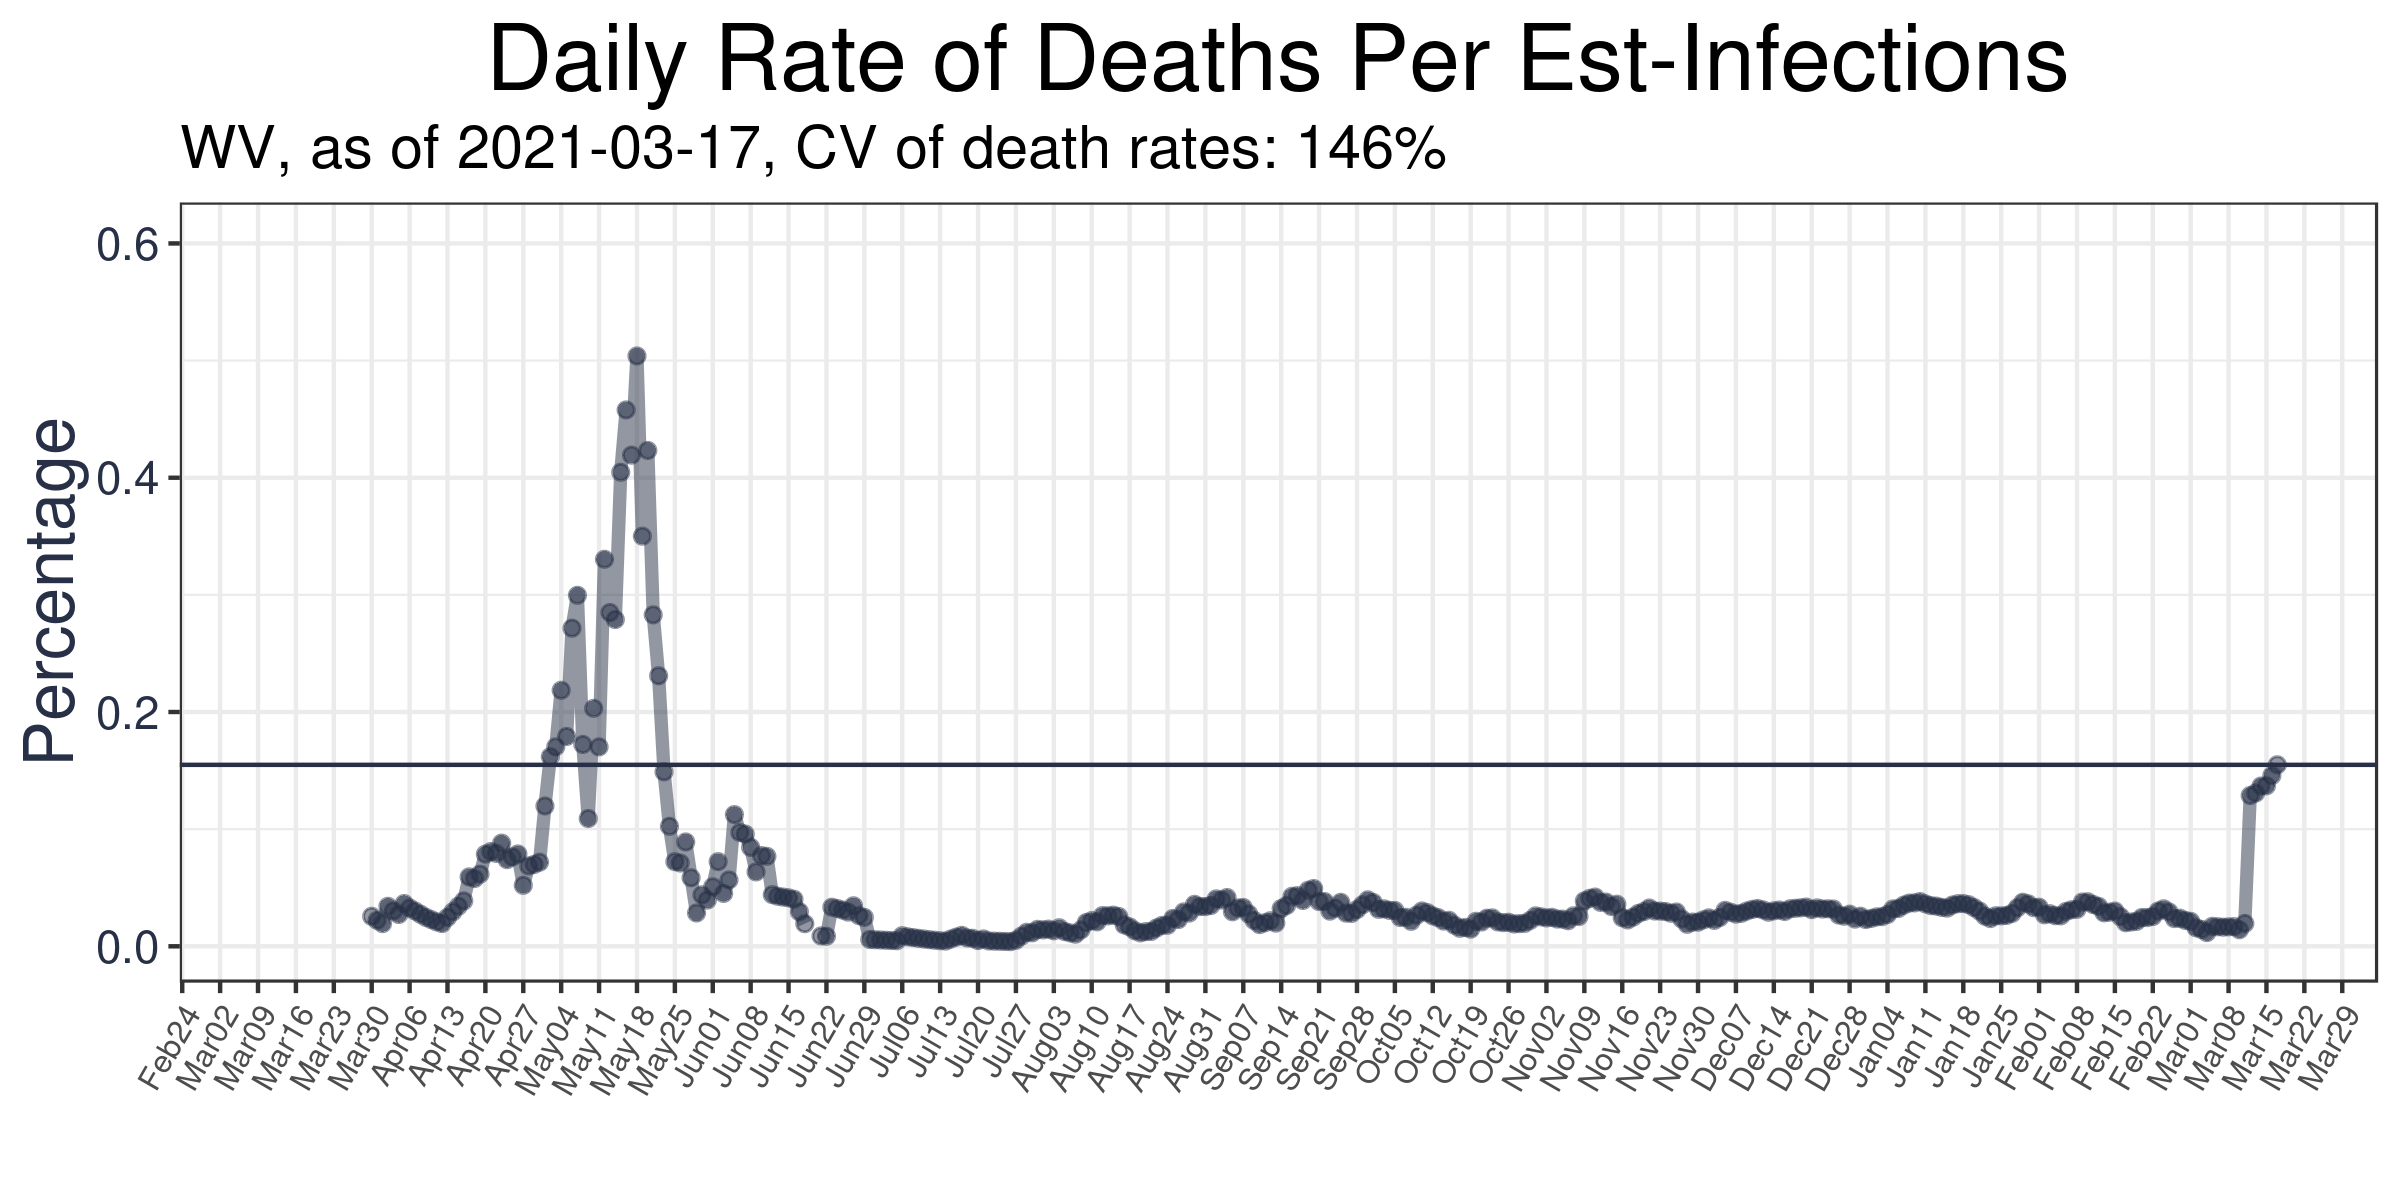 Daily Rate of Deaths Per Est-Infections
WV, as of 2021-03-17, CV of death rates: 146%
Percentage
0.6
0.4
0.2
0.0
Feb24
Mar02
Mar09
Mar16
Mar23
Mar30
Apr06
Apr13
Apr20
Apr27
May04
May11
May18
May25
Jun01
Jun08
Jun15
Jun22
Jun29
Jul06
Jul13
Jul20
Jul27
Aug03
Aug10
Aug17
Aug24
Aug31
Sep07
Sep14
Sep21
Sep28
Oct05
Oct12
Oct19
Oct26
Nov02
Nov09
Nov16
Nov23
Nov30
Dec07
Dec14
Dec21
Dec28
Jan04
Jan11
Jan18
Jan25
Feb01
Feb08
Feb15
Feb22
Mar01
Mar08
Mar15
Mar22
Mar29